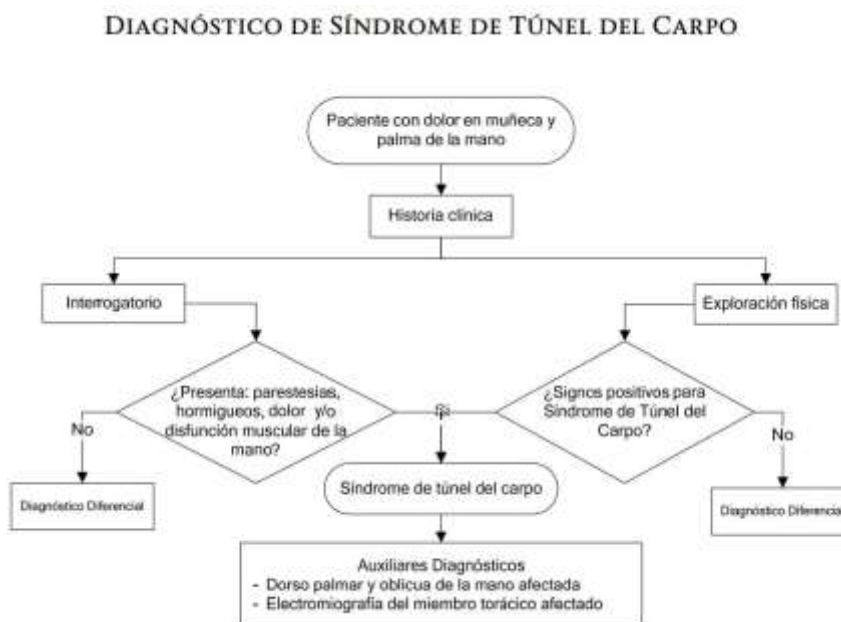 DIAGNÓSTICO DE SÍNDROME DE TÚNEL DEL CARPO
Paciente con dolor en muñeca y
palma de la mano
Historia clínica
Interrogatorio
Exploración física
¿Presenta: parestesias,
hormigueos, dolor y/o
disfunción muscular de la
mano?
¿Signos positivos para
Síndrome de Túnel del
Carpo?
No
Si
No
Diagnóstico Diferencial
Síndrome de túnel del carpo
Diagnóstico Diferencial
Auxiliares Diagnósticos
- Dorso palmar y oblicua de la mano afectada
- Electromiografía del miembro torácico afectado